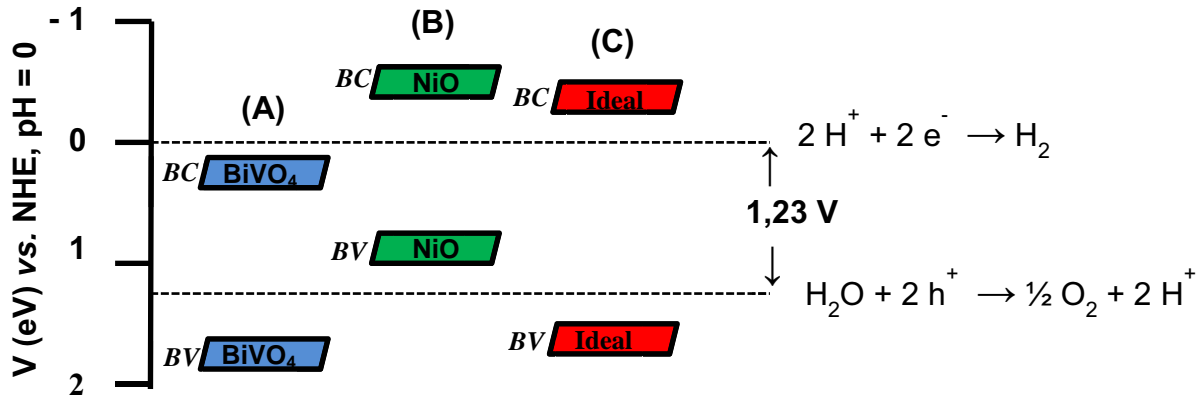 V (eV) vs. NHE, pH = 0
- 1
0
1
2
(A)
(B)
(C)
BC NiO
BC Ideal
BC BiVO₄
BV NiO
BV Ideal
BV BiVO₄
2 H⁺ + 2 e⁻ → H₂
↑
1,23 V
↓
H₂O + 2 h⁺ → ½ O₂ + 2 H⁺